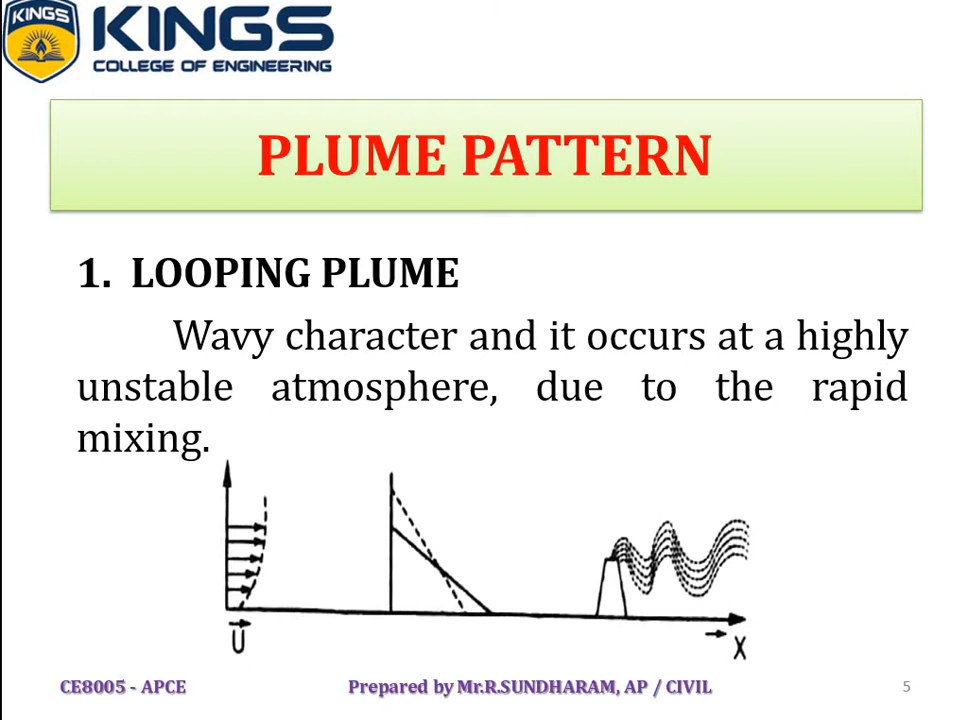 KINGS
KINGS
COLLEGE OF ENGINEERING
PLUME PATTERN
1. LOOPING PLUME
Wavy character and it occurs at a highly
unstable atmosphere, due to the rapid
mixing.
U
X
CE8005 - APCE
Prepared by Mr.R.SUNDHARAM, AP / CIVIL
5